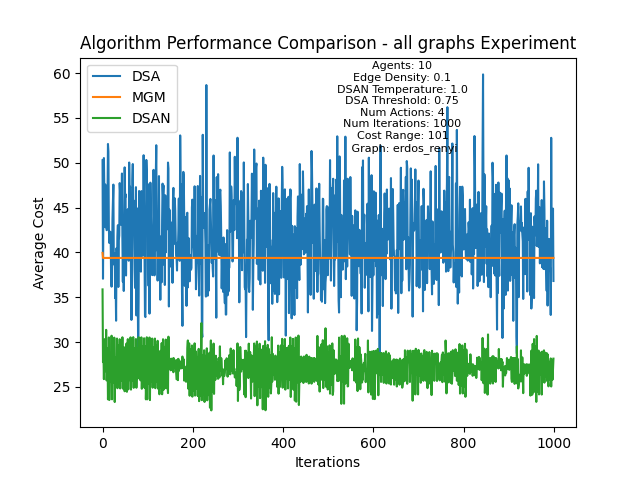 Algorithm Performance Comparison - all graphs Experiment
DSA
MGM
DSAN
Agents: 10
Edge Density: 0.1
DSAN Temperature: 1.0
DSA Threshold: 0.75
Num Actions: 4
Num Iterations: 1000
Cost Range: 101
Graph: erdos_renyi
Average Cost
60
55
50
45
40
35
30
25
0
200
400
600
800
1000
Iterations